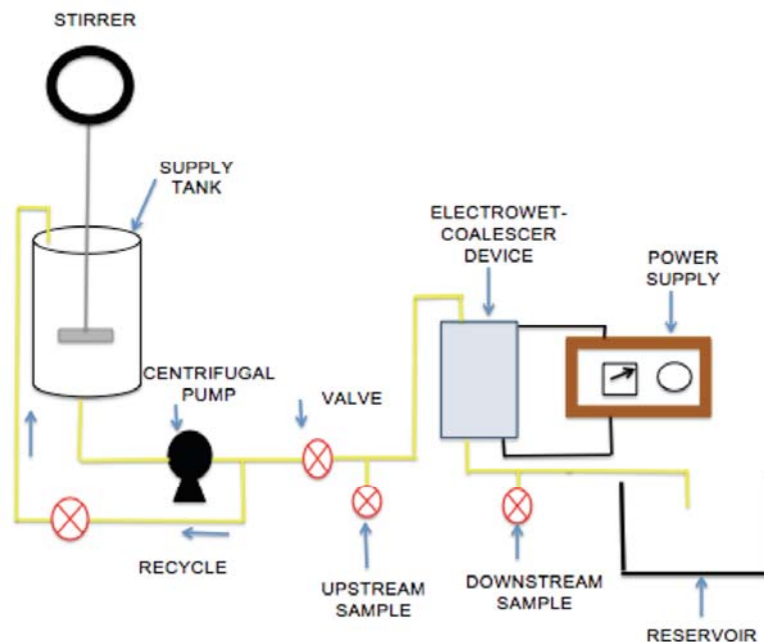 STIRRER
SUPPLY
TANK
ELECTROWET-
COALESCER
DEVICE
POWER
SUPPLY
CENTRIFUGAL
PUMP
VALVE
RECYCLE
UPSTREAM
SAMPLE
DOWNSTREAM
SAMPLE
RESERVOIR